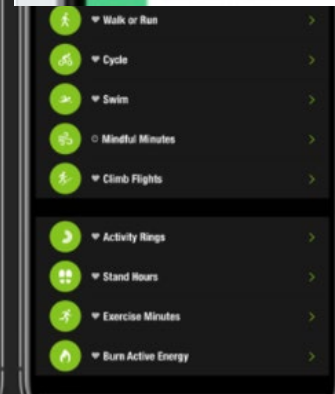 Walk or Run
Cycle
Swim
Mindful Minutes
Climb Flights
Activity Rings
Stand Hours
Exercise Minutes
Burn Active Energy